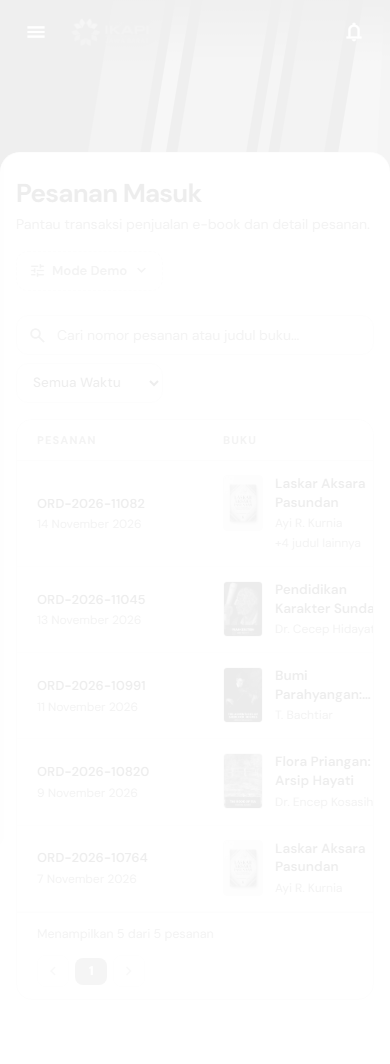 Pesanan Masuk
Pantau transaksi penjualan e-book dan detail pesanan.
Mode Demo
Cari nomor pesanan atau judul buku...
Semua Waktu
PESANAN
BUKU
ORD-2026-11082
14 November 2026
Laskar Aksara
Pasundan
Ayi R. Kurnia
+4 judul lainnya
ORD-2026-11045
13 November 2026
Pendidikan
Karakter Sunda
Dr. Cecep Hidayat
ORD-2026-10991
11 November 2026
Bumi
Parahyangan:...
T. Bachtiar
ORD-2026-10820
9 November 2026
Flora Priangan:
Arsip Hayati
Dr. Encep Kosasih
ORD-2026-10764
7 November 2026
Laskar Aksara
Pasundan
Ayi R. Kurnia
Menampilkan 5 dari 5 pesanan
1